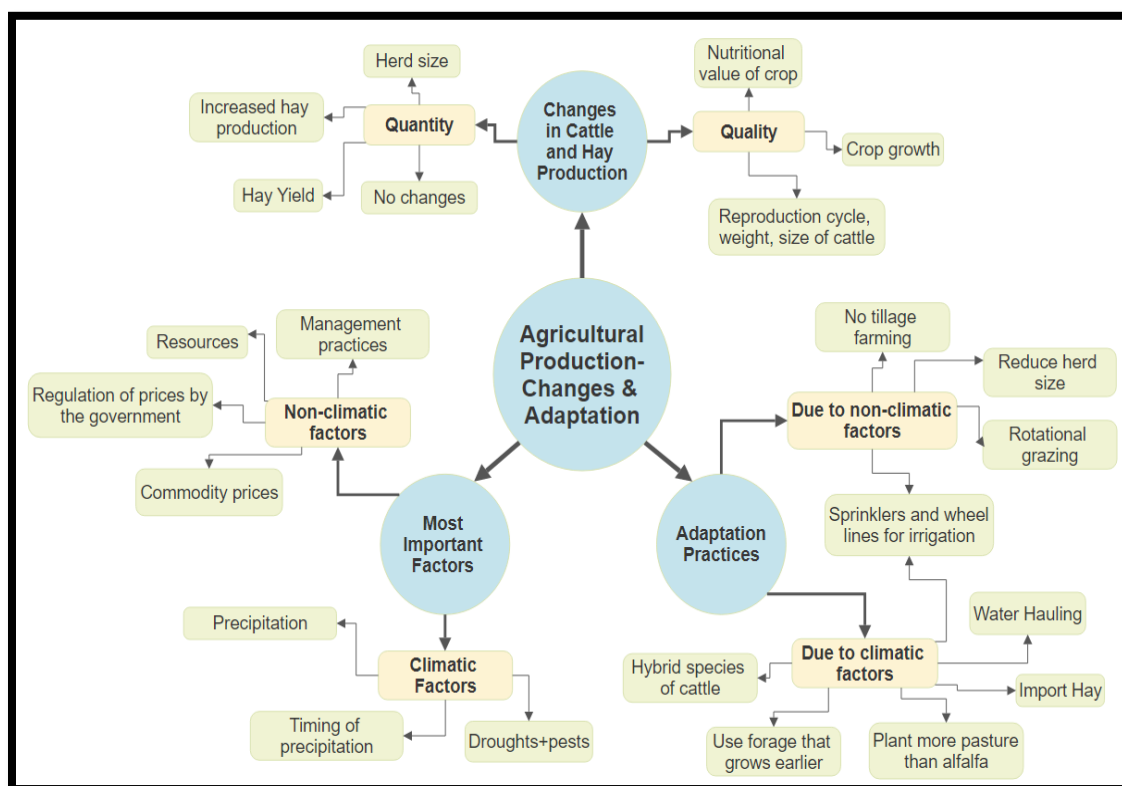 Herd size
Increased hay
production
Quantity
Hay Yield
No changes
Changes
in Cattle
and Hay
Production
Nutritional
value of crop
Quality
Crop growth
Reproduction cycle,
weight, size of cattle
Agricultural
Production-
Changes &
Adaptation
Resources
Management
practices
Regulation of prices by
the government
Non-climatic
factors
Commodity prices
Most
Important
Factors
Precipitation
Climatic
Factors
Timing of
precipitation
Droughts+pests
Adaptation
Practices
No tillage
farming
Reduce herd
size
Due to non-climatic
factors
Rotational
grazing
Sprinklers and wheel
lines for irrigation
Water Hauling
Due to climatic
factors
Hybrid species
of cattle
Import Hay
Use forage that
grows earlier
Plant more pasture
than alfalfa